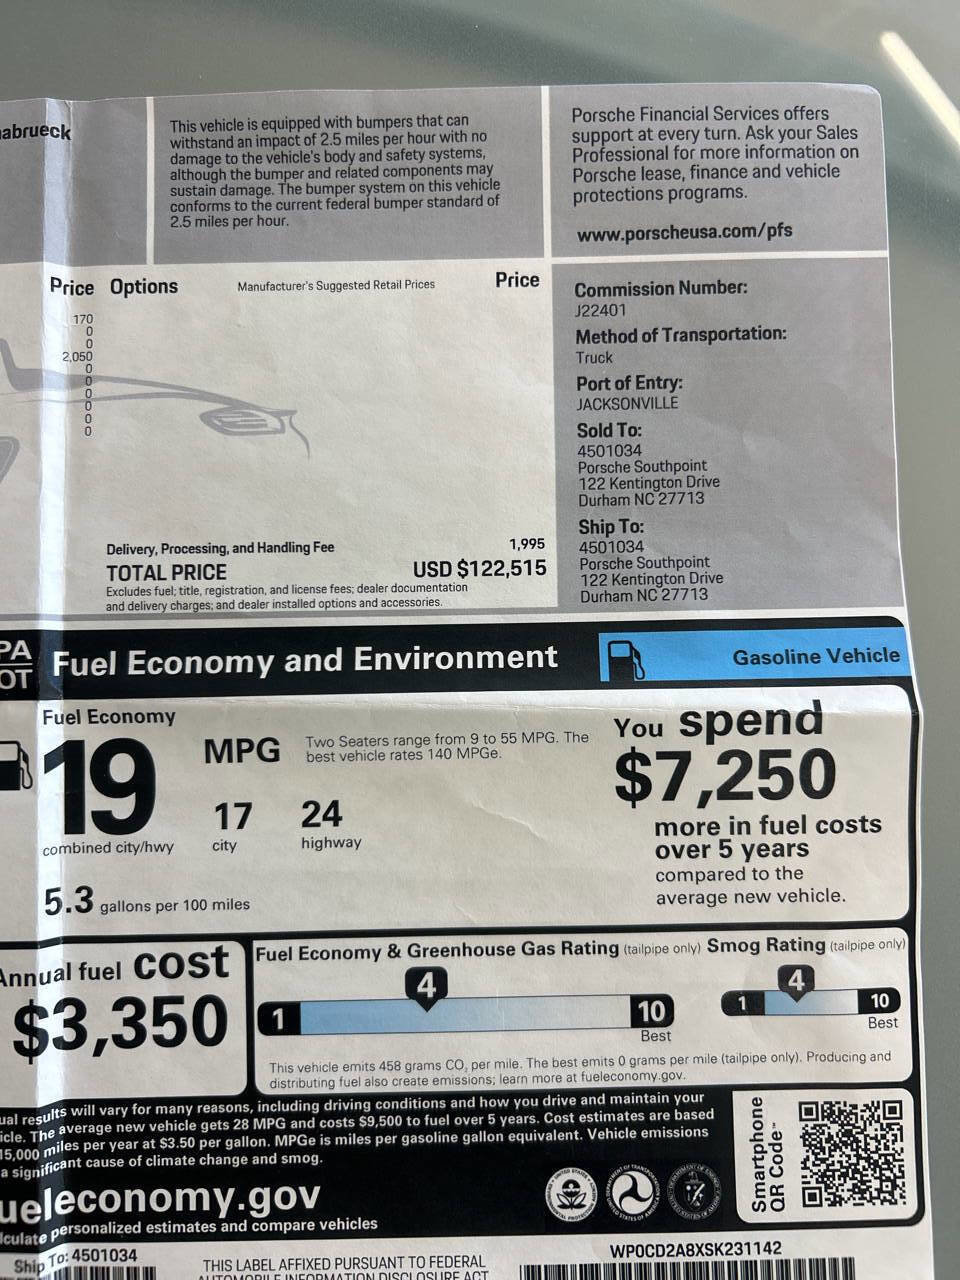 This vehicle is equipped with bumpers that can
withstand an impact of 2.5 miles per hour with no
damage to the vehicle's body and safety systems,
although the bumper and related components may
sustain damage. The bumper system on this vehicle
conforms to the current federal bumper standard of
2.5 miles per hour.
Porsche Financial Services offers
support at every turn. Ask your Sales
Professional for more information on
Porsche lease, finance and vehicle
protections programs.
www.porscheusa.com/pfs
Price Options Manufacturer's Suggested Retail Prices Price
170
0
0
2,050
0
0
0
0
0
0
Delivery, Processing, and Handling Fee 1,995
TOTAL PRICE USD $122,515
Excludes fuel; title, registration, and license fees; dealer documentation
and delivery charges; and dealer installed options and accessories.
Commission Number:
J22401
Method of Transportation:
Truck
Port of Entry:
JACKSONVILLE
Sold To:
4501034
Porsche Southpoint
122 Kentington Drive
Durham NC 27713
Ship To:
4501034
Porsche Southpoint
122 Kentington Drive
Durham NC 27713
Fuel Economy and Environment
Gasoline Vehicle
Fuel Economy
19 MPG
combined city/hwy
17
city
24
highway
Two Seaters range from 9 to 55 MPG. The
best vehicle rates 140 MPGe.
5.3 gallons per 100 miles
You spend
$7,250
more in fuel costs
over 5 years
compared to the
average new vehicle.
Annual fuel cost
$3,350
Fuel Economy & Greenhouse Gas Rating (tailpipe only)
4
1 10
Best
Smog Rating (tailpipe only)
4
1 10
Best
This vehicle emits 458 grams CO₂ per mile. The best emits 0 grams per mile (tailpipe only). Producing and
distributing fuel also create emissions; learn more at fueleconomy.gov.
ual results will vary for many reasons, including driving conditions and how you drive and maintain your
icle. The average new vehicle gets 28 MPG and costs $9,500 to fuel over 5 years. Cost estimates are based
15,000 miles per year at $3.50 per gallon. MPGe is miles per gasoline gallon equivalent. Vehicle emissions
a significant cause of climate change and smog.
ueleconomy.gov
lculate personalized estimates and compare vehicles
Smartphone
QR Code™
Ship To: 4501034
THIS LABEL AFFIXED PURSUANT TO FEDERAL
AUTOMOBILE INFORMATION DISCLOSURE ACT
WP0CD2A8XSK231142